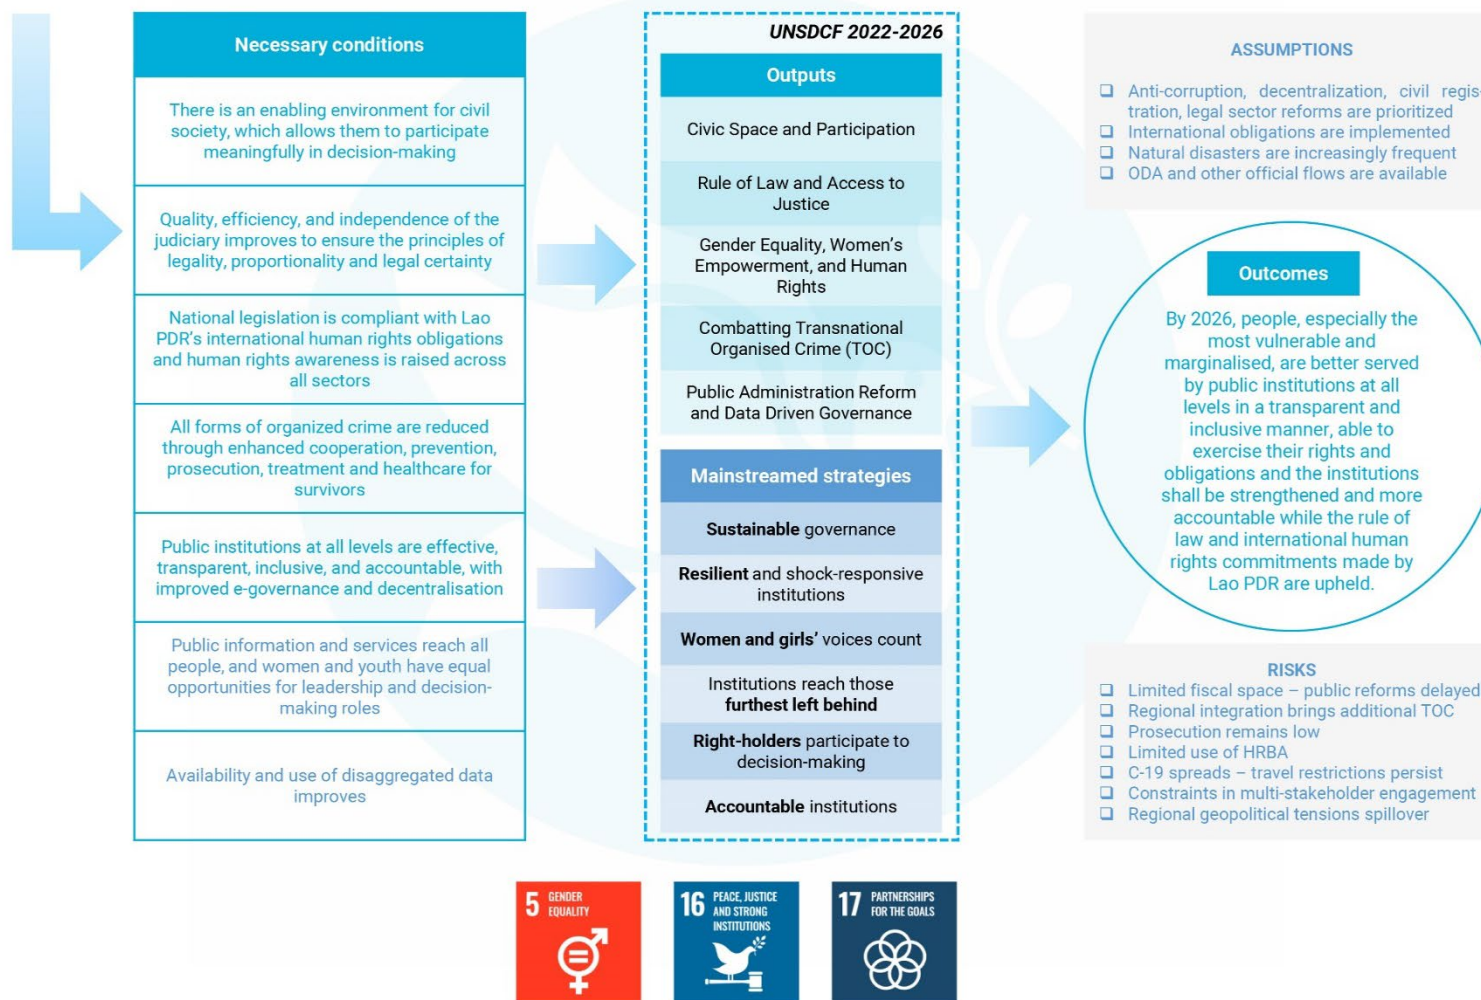 Necessary conditions
There is an enabling environment for civil
society, which allows them to participate
meaningfully in decision-making
Quality, efficiency, and independence of the
judiciary improves to ensure the principles of
legality, proportionality and legal certainty
National legislation is compliant with Lao
PDR's international human rights obligations
and human rights awareness is raised across
all sectors
All forms of organized crime are reduced
through enhanced cooperation, prevention,
prosecution, treatment and healthcare for
survivors
Public institutions at all levels are effective,
transparent, inclusive, and accountable, with
improved e-governance and decentralisation
Public information and services reach all
people, and women and youth have equal
opportunities for leadership and decision-
making roles
Availability and use of disaggregated data
improves
UNSDCF 2022-2026
Outputs
Civic Space and Participation
Rule of Law and Access to
Justice
Gender Equality, Women's
Empowerment, and Human
Rights
Combatting Transnational
Organised Crime (TOC)
Public Administration Reform
and Data Driven Governance
Mainstreamed strategies
Sustainable governance
Resilient and shock-responsive
institutions
Women and girls' voices count
Institutions reach those
furthest left behind
Right-holders participate to
decision-making
Accountable institutions
ASSUMPTIONS
Anti-corruption, decentralization, civil regis-
tration, legal sector reforms are prioritized
International obligations are implemented
Natural disasters are increasingly frequent
ODA and other official flows are available
Outcomes
By 2026, people, especially the
most vulnerable and
marginalised, are better served
by public institutions at all
levels in a transparent and
inclusive manner, able to
exercise their rights and
obligations and the institutions
shall be strengthened and more
accountable while the rule of
law and international human
rights commitments made by
Lao PDR are upheld.
RISKS
Limited fiscal space – public reforms delayed
Regional integration brings additional TOC
Prosecution remains low
Limited use of HRBA
C-19 spreads – travel restrictions persist
Constraints in multi-stakeholder engagement
Regional geopolitical tensions spillover
5 GENDER
EQUALITY
16 PEACE, JUSTICE
AND STRONG
INSTITUTIONS
17 PARTNERSHIPS
FOR THE GOALS